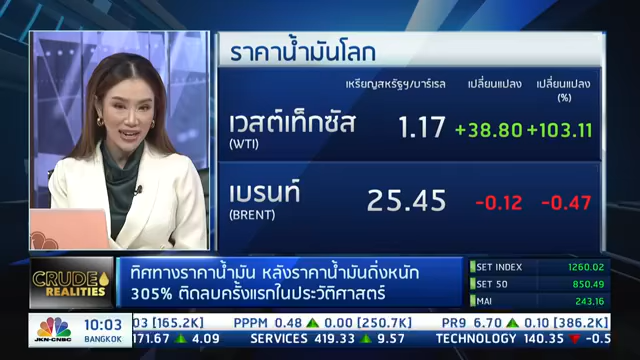 ราคาน้ำมันโลก
เหรียญสหรัฐฯ/บาร์เรล เปลี่ยนแปลง เปลี่ยนแปลง (%)
เวสต์เท็กซัส 1.17 +38.80 +103.11
(WTI)
เบรนท์ 25.45 -0.12 -0.47
(BRENT)
CRUDE REALITIES
ทิศทางราคาน้ำมัน หลังราคาน้ำมันดิ่งหนัก
305% ติดลบครั้งแรกในประวัติศาสตร์
SET INDEX 1260.02
SET 50 850.49
MAI 243.16
JKN-CNBC
10:03
BANGKOK
03 [165.2K] PPPM 0.48 ▲ 0.00 [250.7K] PR9 6.70 ▲ 0.10 [386.2K]
171.67 ▲ 4.09 SERVICES 419.33 ▲ 9.57 TECHNOLOGY 140.35 ▼